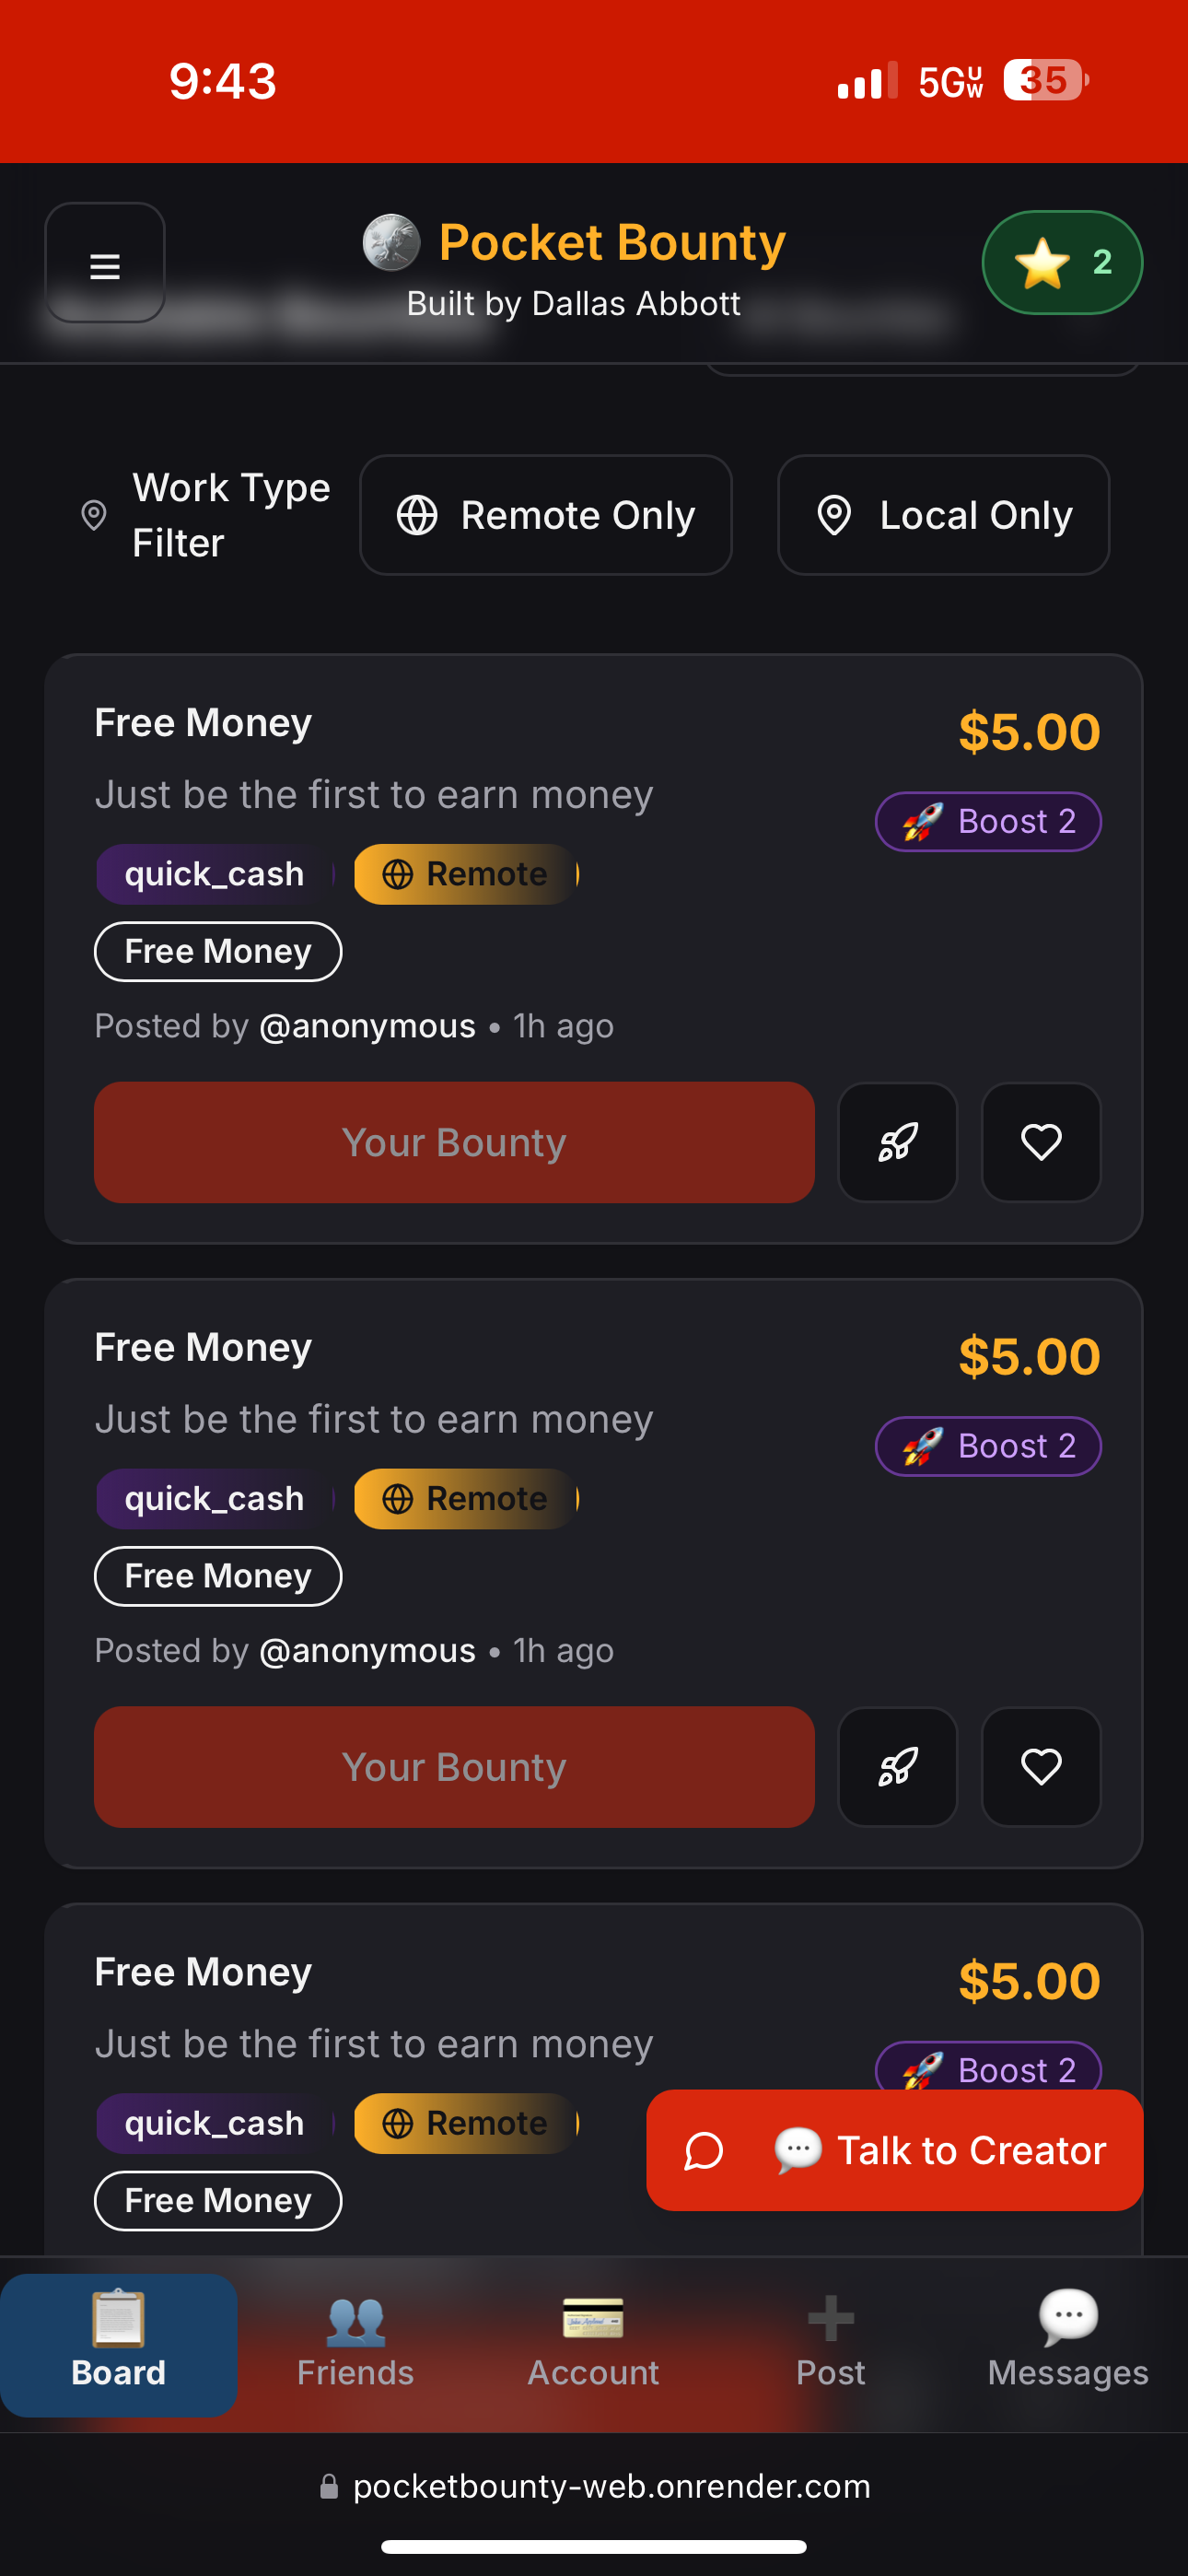 9:43
5G UW 35
Pocket Bounty
Built by Dallas Abbott
2
Work Type
Filter
Remote Only
Local Only
Free Money
$5.00
Just be the first to earn money
🚀 Boost 2
quick_cash
Remote
Free Money
Posted by @anonymous • 1h ago
Your Bounty
Free Money
$5.00
Just be the first to earn money
🚀 Boost 2
quick_cash
Remote
Free Money
Posted by @anonymous • 1h ago
Your Bounty
Free Money
$5.00
Just be the first to earn money
🚀 Boost 2
quick_cash
Remote
💬 Talk to Creator
Free Money
Board
Friends
Account
Post
Messages
pocketbounty-web.onrender.com